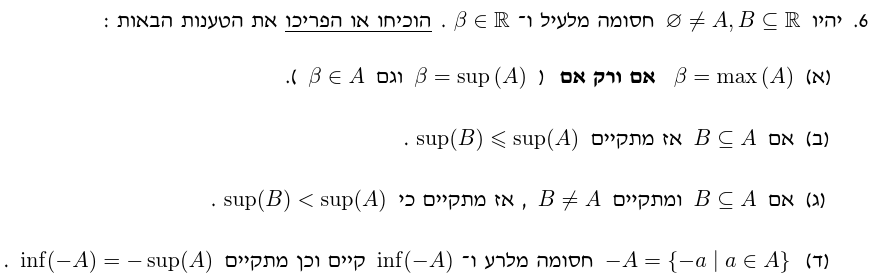 6. יהיו ∅ ≠ A, B ⊆ ℝ חסומה מלעיל ו־ β ∈ ℝ . הוכיחו או הפריכו את הטענות הבאות :
(א) β = max (A) אם ורק אם ( β = sup (A) וגם β ∈ A ).
(ב) אם B ⊆ A אז מתקיים sup(B) ⩽ sup(A) .
(ג) אם B ⊆ A ומתקיים B ≠ A , אז מתקיים כי sup(B) < sup(A) .
(ד) −A = {−a | a ∈ A} חסומה מלרע ו־ inf(−A) קיים וכן מתקיים inf(−A) = − sup(A) .